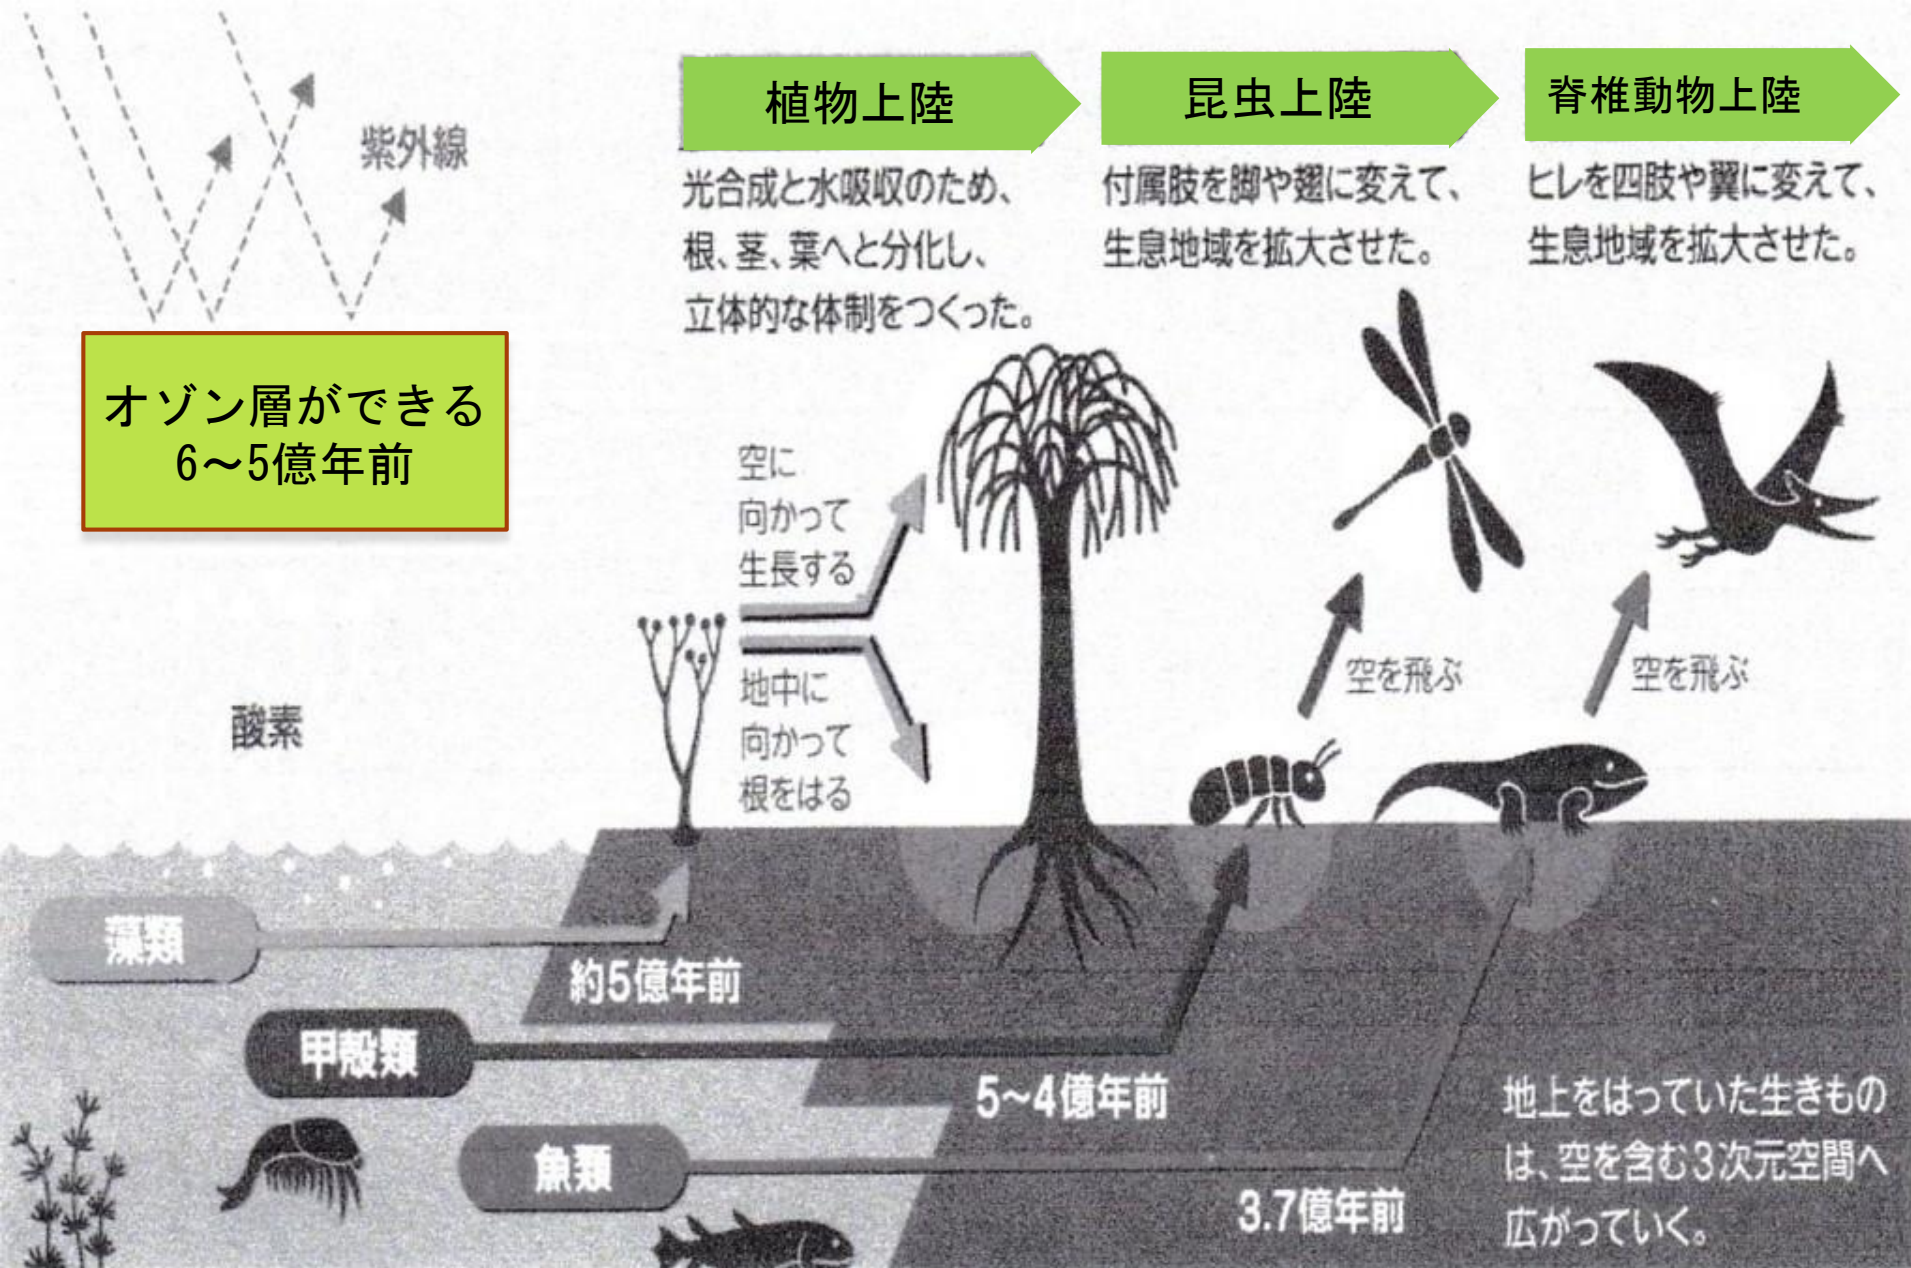 紫外線
オゾン層ができる
6～5億年前
酸素
植物上陸
光合成と水吸収のため、
根、茎、葉へと分化し、
立体的な体制をつくった。
昆虫上陸
付属肢を脚や翅に変えて、
生息地域を拡大させた。
脊椎動物上陸
ヒレを四肢や翼に変えて、
生息地域を拡大させた。
空に
向かって
生長する
地中に
向かって
根をはる
空を飛ぶ
空を飛ぶ
藻類
約5億年前
甲殻類
5～4億年前
魚類
3.7億年前
地上をはっていた生きもの
は、空を含む3次元空間へ
広がっていく。